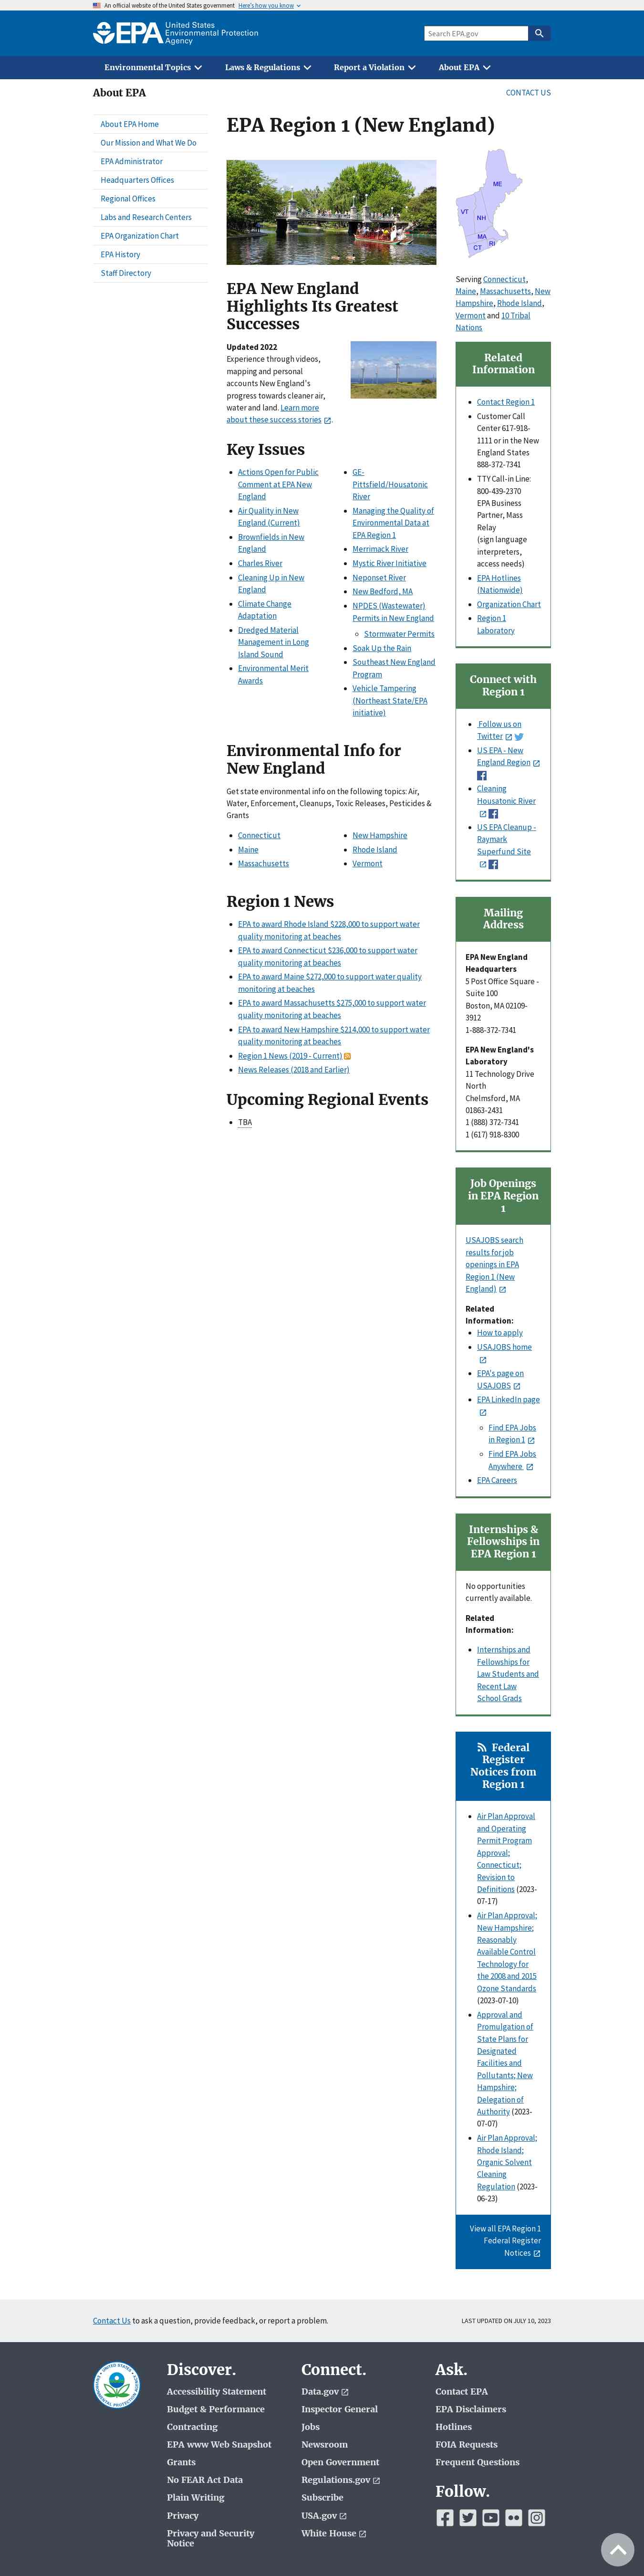 An official website of the United States government Here's how you know
EPA United States
Environmental Protection
Agency
Search EPA.gov
Environmental Topics
Laws & Regulations
Report a Violation
About EPA
About EPA
CONTACT US
About EPA Home
Our Mission and What We Do
EPA Administrator
Headquarters Offices
Regional Offices
Labs and Research Centers
EPA Organization Chart
EPA History
Staff Directory
EPA Region 1 (New England)
EPA New England
Highlights Its Greatest
Successes
Updated 2022
Experience through videos,
mapping and personal
accounts New England's
progress towards cleaner air,
water and land. Learn more
about these success stories.
Key Issues
Actions Open for Public
Comment at EPA New
England
Air Quality in New
England (Current)
Brownfields in New
England
Charles River
Cleaning Up in New
England
Climate Change
Adaptation
Dredged Material
Management in Long
Island Sound
Environmental Merit
Awards
GE-
Pittsfield/Housatonic
River
Managing the Quality of
Environmental Data at
EPA Region 1
Merrimack River
Mystic River Initiative
Neponset River
New Bedford, MA
NPDES (Wastewater)
Permits in New England
Stormwater Permits
Soak Up the Rain
Southeast New England
Program
Vehicle Tampering
(Northeast State/EPA
initiative)
Environmental Info for
New England
Get state environmental info on the following topics: Air,
Water, Enforcement, Cleanups, Toxic Releases, Pesticides &
Grants
Connecticut
Maine
Massachusetts
New Hampshire
Rhode Island
Vermont
Region 1 News
EPA to award Rhode Island $228,000 to support water
quality monitoring at beaches
EPA to award Connecticut $236,000 to support water
quality monitoring at beaches
EPA to award Maine $272,000 to support water quality
monitoring at beaches
EPA to award Massachusetts $275,000 to support water
quality monitoring at beaches
EPA to award New Hampshire $214,000 to support water
quality monitoring at beaches
Region 1 News (2019 - Current)
News Releases (2018 and Earlier)
Upcoming Regional Events
TBA
ME
VT
NH
MA
CT
RI
Serving Connecticut,
Maine, Massachusetts, New
Hampshire, Rhode Island,
Vermont and 10 Tribal
Nations
Related
Information
Contact Region 1
Customer Call
Center 617-918-
1111 or in the New
England States
888-372-7341
TTY Call-in Line:
800-439-2370
EPA Business
Partner, Mass
Relay
(sign language
interpreters,
access needs)
EPA Hotlines
(Nationwide)
Organization Chart
Region 1
Laboratory
Connect with
Region 1
Follow us on
Twitter
US EPA - New
England Region
Cleaning
Housatonic River
US EPA Cleanup -
Raymark
Superfund Site
Mailing
Address
EPA New England
Headquarters
5 Post Office Square -
Suite 100
Boston, MA 02109-
3912
1-888-372-7341
EPA New England's
Laboratory
11 Technology Drive
North
Chelmsford, MA
01863-2431
1 (888) 372-7341
1 (617) 918-8300
Job Openings
in EPA Region
1
USAJOBS search
results for job
openings in EPA
Region 1 (New
England)
Related
Information:
How to apply
USAJOBS home
EPA's page on
USAJOBS
EPA LinkedIn page
Find EPA Jobs
in Region 1
Find EPA Jobs
Anywhere
EPA Careers
Internships &
Fellowships in
EPA Region 1
No opportunities
currently available.
Related
Information:
Internships and
Fellowships for
Law Students and
Recent Law
School Grads
Federal
Register
Notices from
Region 1
Air Plan Approval
and Operating
Permit Program
Approval;
Connecticut;
Revision to
Definitions (2023-
07-17)
Air Plan Approval;
New Hampshire;
Reasonably
Available Control
Technology for
the 2008 and 2015
Ozone Standards
(2023-07-10)
Approval and
Promulgation of
State Plans for
Designated
Facilities and
Pollutants; New
Hampshire;
Delegation of
Authority (2023-
07-07)
Air Plan Approval;
Rhode Island;
Organic Solvent
Cleaning
Regulation (2023-
06-23)
View all EPA Region 1
Federal Register
Notices
Contact Us to ask a question, provide feedback, or report a problem.
LAST UPDATED ON JULY 10, 2023
Discover.
Accessibility Statement
Budget & Performance
Contracting
EPA www Web Snapshot
Grants
No FEAR Act Data
Plain Writing
Privacy
Privacy and Security
Notice
Connect.
Data.gov
Inspector General
Jobs
Newsroom
Open Government
Regulations.gov
Subscribe
USA.gov
White House
Ask.
Contact EPA
EPA Disclaimers
Hotlines
FOIA Requests
Frequent Questions
Follow.